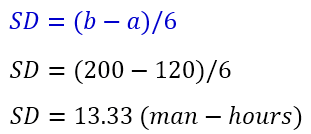 SD = (b − a)/6
SD = (200 − 120)/6
SD = 13.33 (man − hours)